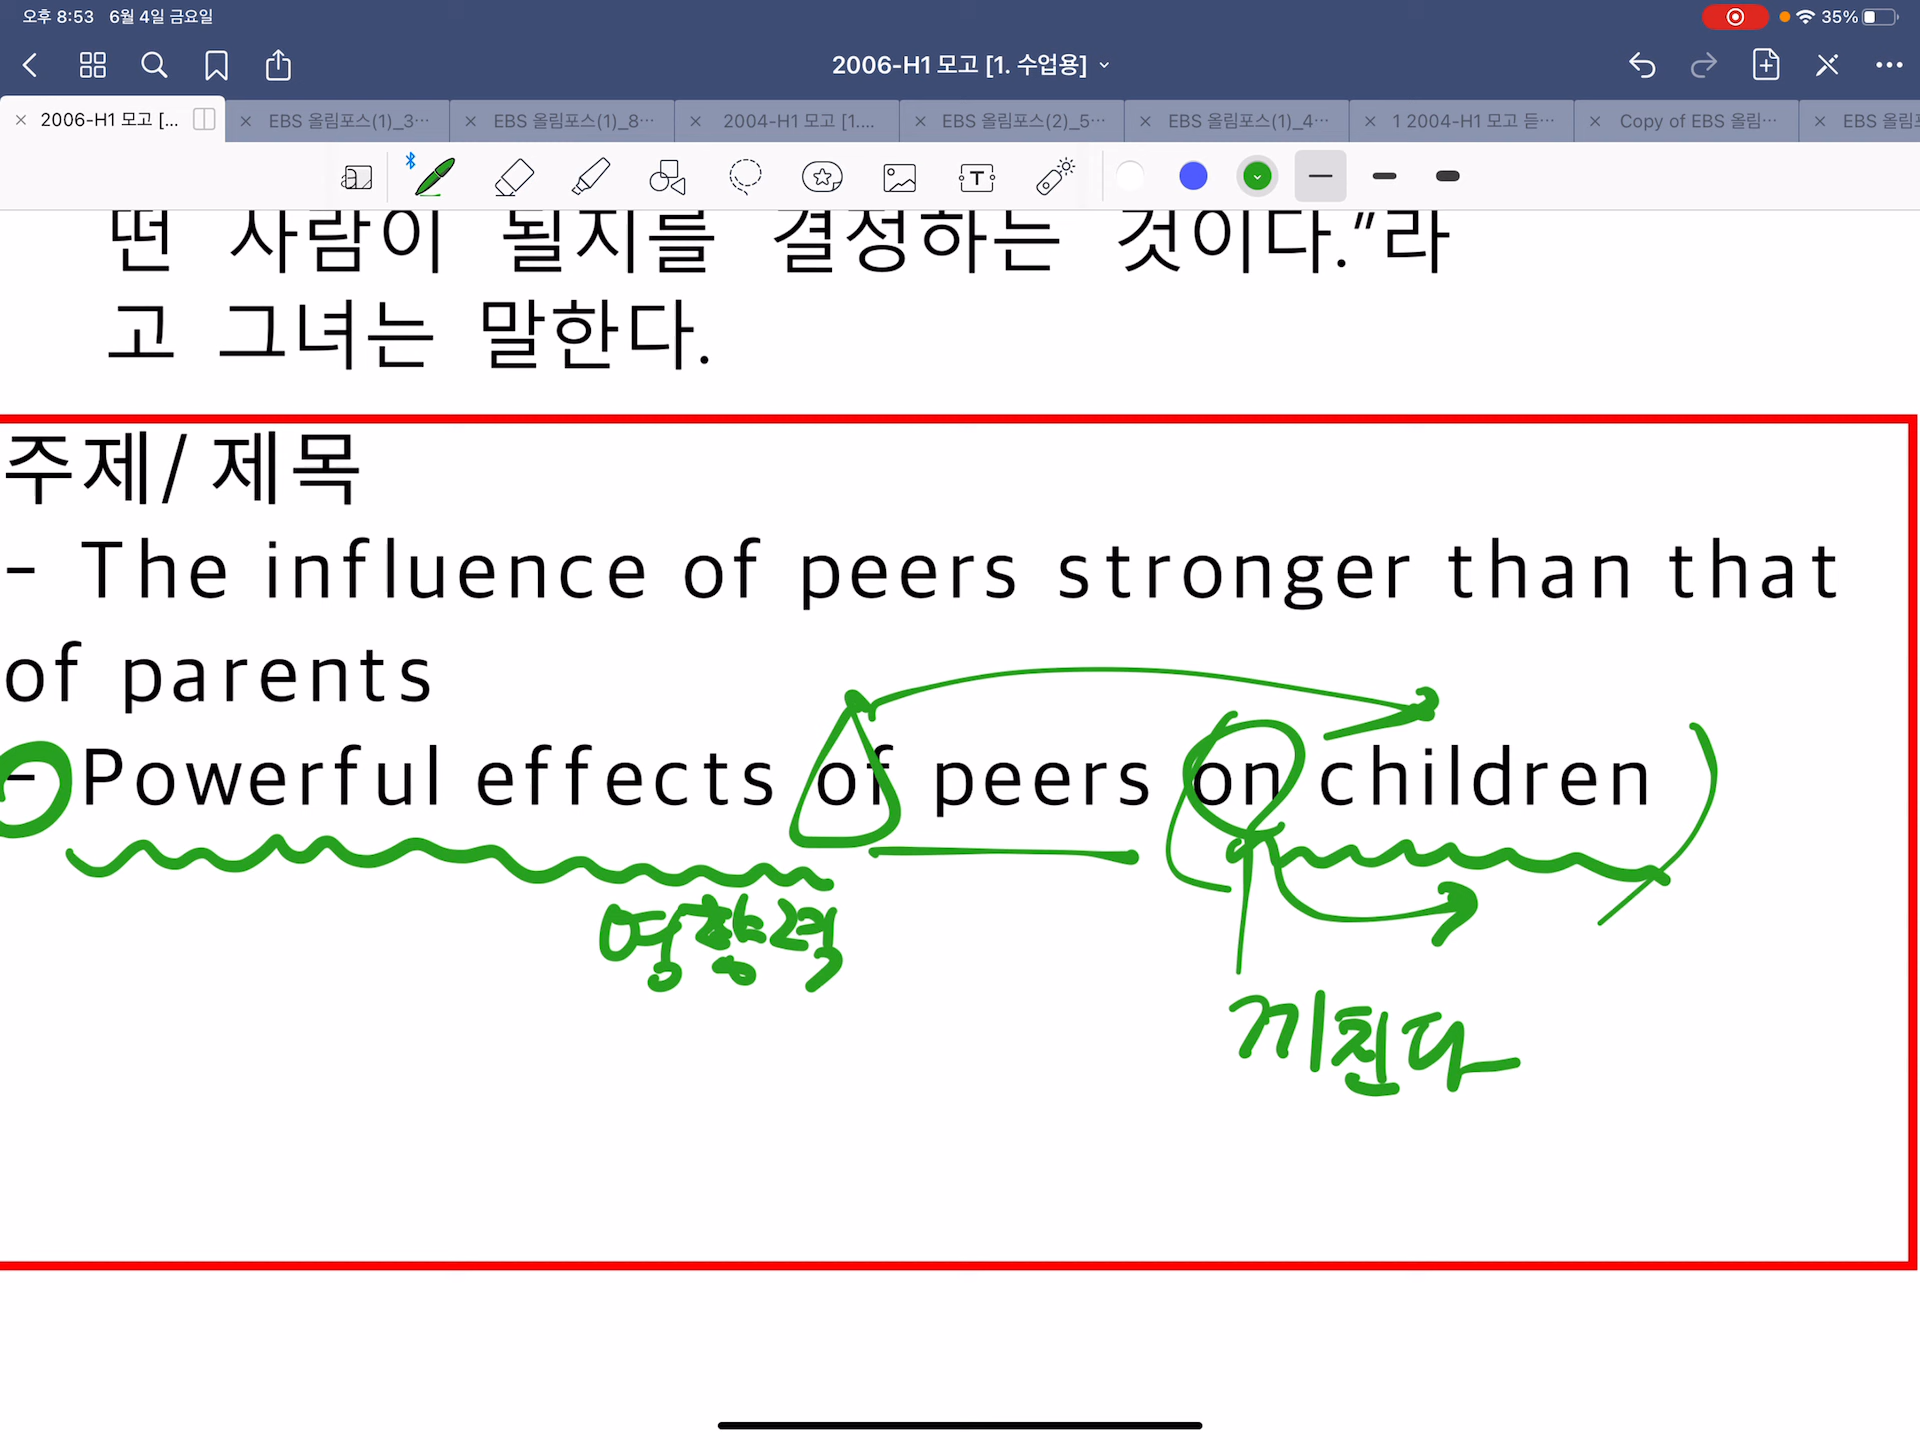 오후 8:53 6월 4일 금요일
35%
2006-H1 모고 [1. 수업용]
2006-H1 모고 [...
EBS 올림포스(1)_3…
EBS 올림포스(1)_8…
2004-H1 모고 [1....
EBS 올림포스(2)_5…
EBS 올림포스(1)_4…
1 2004-H1 모고 듣…
Copy of EBS 올림…
EBS 올림포
떤 사람이 될지를 결정하는 것이다."라
고 그녀는 말한다.
주제/ 제목
- The influence of peers stronger than that
of parents
- Powerful effects of peers on children
영향력
끼친다